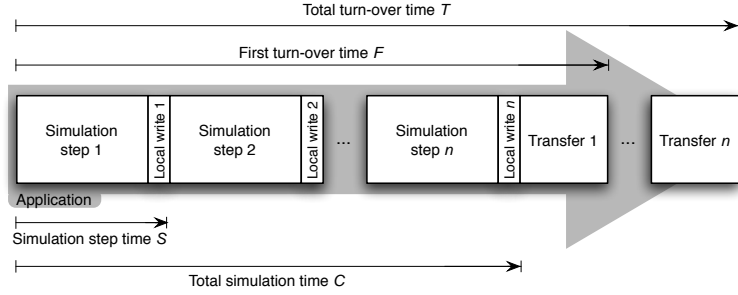 Total turn-over time T
First turn-over time F
Simulation step 1
Local write 1
Simulation step 2
Local write 2
...
Simulation step n
Local write n
Transfer 1
...
Transfer n
Application
Simulation step time S
Total simulation time C